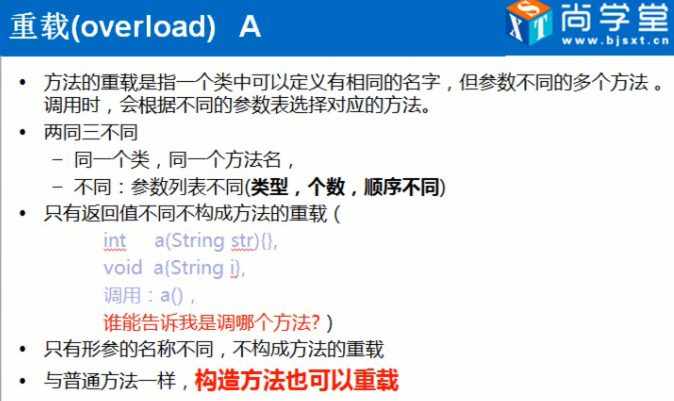 重载(overload) A
SXT 尚学堂
www.bjsxt.cn
• 方法的重载是指一个类中可以定义有相同的名字，但参数不同的多个方法 。
调用时，会根据不同的参数表选择对应的方法。
• 两同三不同
– 同一个类，同一个方法名，
– 不同：参数列表不同(类型，个数，顺序不同)
• 只有返回值不同不构成方法的重载（
int a(String str){},
void a{String i},
调用：a()，
谁能告诉我是调哪个方法?）
• 只有形参的名称不同，不构成方法的重载
• 与普通方法一样，构造方法也可以重载